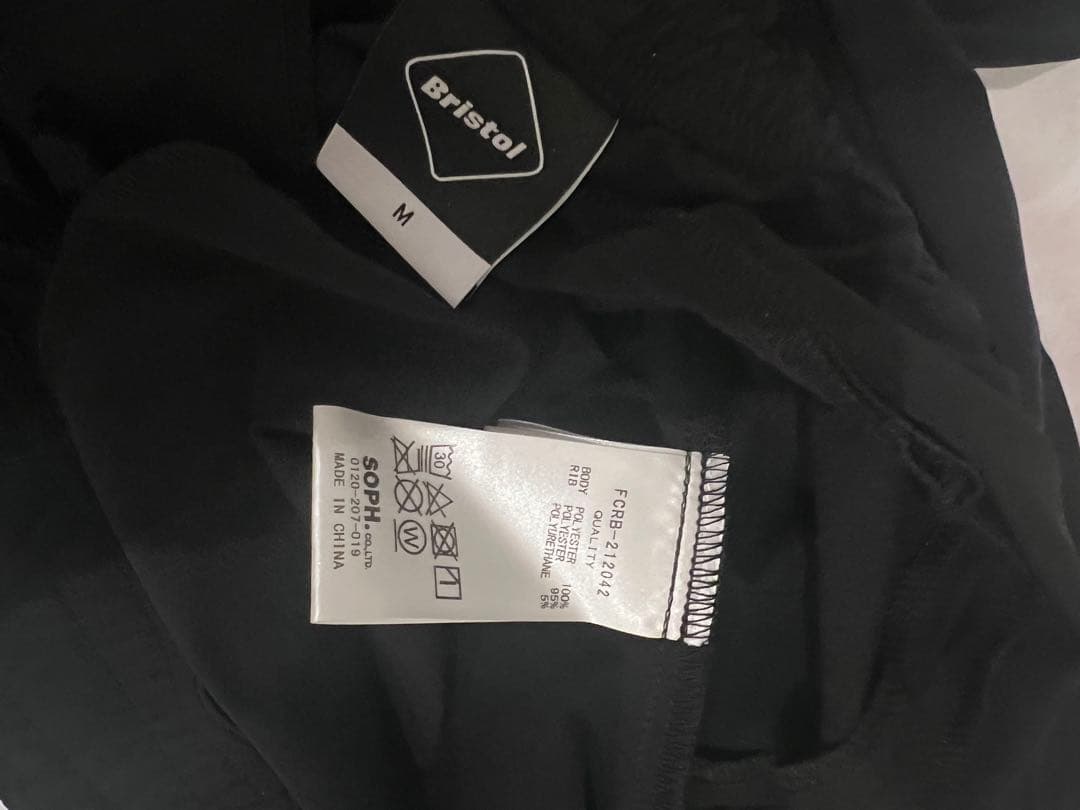 Bristol
M
FCRB-212042
QUALITY
BODY POLYESTER 100%
RIB POLYESTER 95%
POLYURETHANE 5%
30
W
SOPH.CO.,LTD.
0120-207-019
MADE IN CHINA